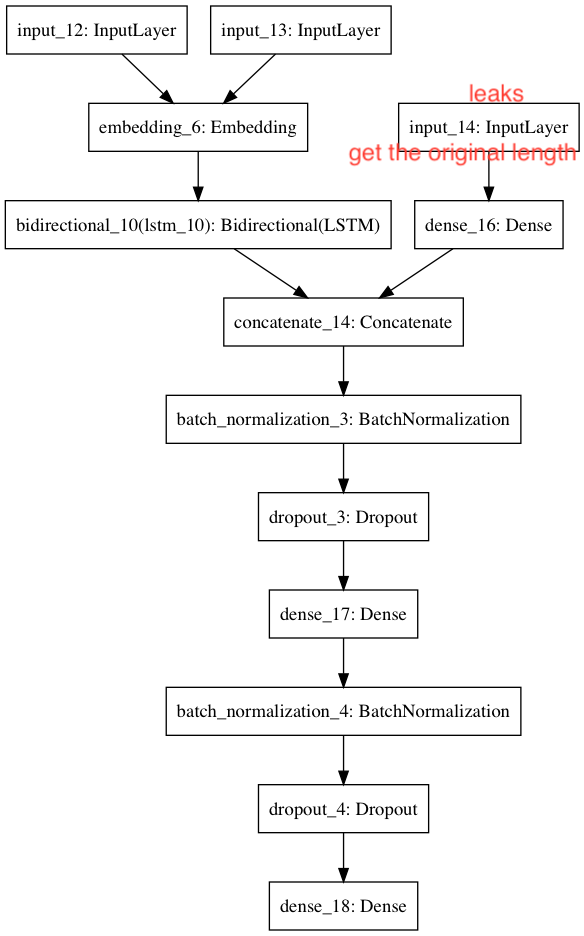 input_12: InputLayer
input_13: InputLayer
leaks
embedding_6: Embedding
input_14: InputLayer
get the original length
bidirectional_10(lstm_10): Bidirectional(LSTM)
dense_16: Dense
concatenate_14: Concatenate
batch_normalization_3: BatchNormalization
dropout_3: Dropout
dense_17: Dense
batch_normalization_4: BatchNormalization
dropout_4: Dropout
dense_18: Dense